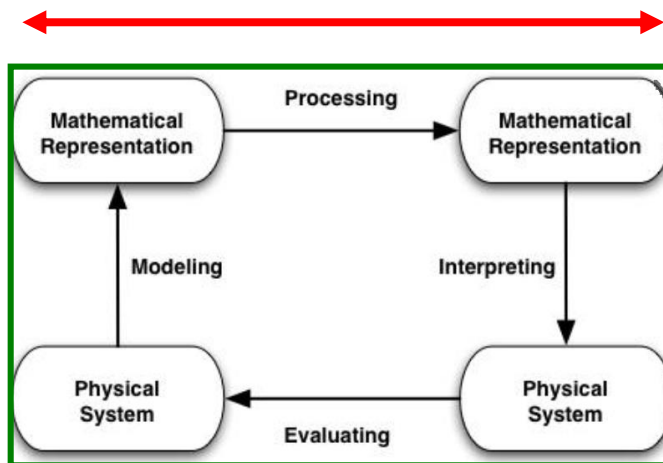 Processing
Mathematical
Representation
Mathematical
Representation
Modeling
Interpreting
Physical
System
Physical
System
Evaluating